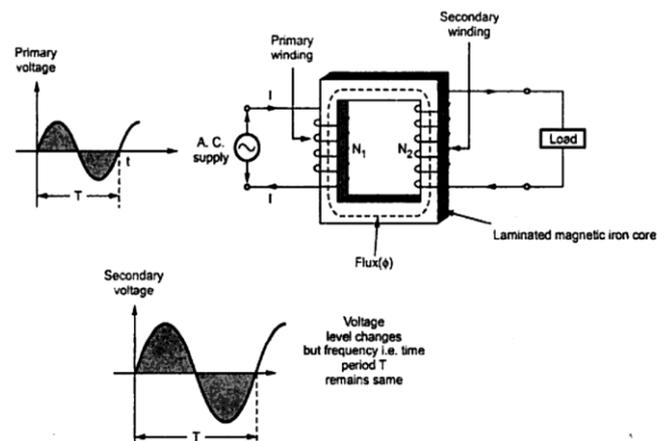 Primary
voltage
t
T
Primary
winding
Secondary
winding
I
A. C.
supply
N1
N2
Load
I
Laminated magnetic iron core
Flux(ϕ)
Secondary
voltage
T
Voltage
level changes
but frequency i.e. time
period T
remains same